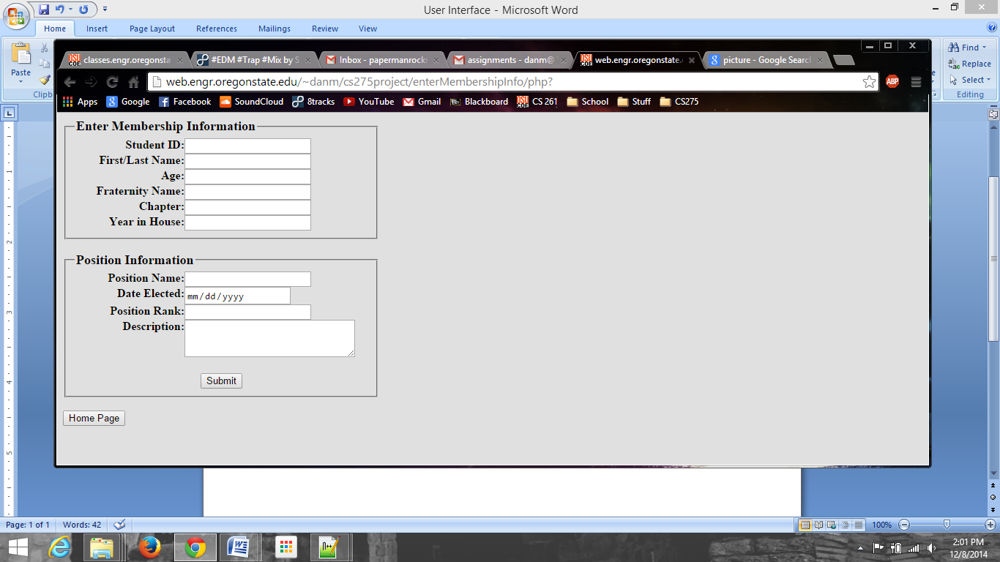 User Interface - Microsoft Word
Home Insert Page Layout References Mailings Review View
Paste
Clipb
Find
Replace
Select
Editing
classes.engr.oregonsta
#EDM #Trap #Mix by S
Inbox - papermanrocks
assignments - danm@
web.engr.oregonstate.
picture - Google Search
web.engr.oregonstate.edu/~danm/cs275project/enterMembershipInfo/php?
ABP
Apps Google Facebook SoundCloud 8tracks YouTube Gmail Blackboard CS 261 School Stuff CS275
Enter Membership Information
Student ID:
First/Last Name:
Age:
Fraternity Name:
Chapter:
Year in House:
Position Information
Position Name:
Date Elected: mm/dd/yyyy
Position Rank:
Description:
Submit
Home Page
Page: 1 of 1 Words: 42 100%
2:01 PM
12/8/2014